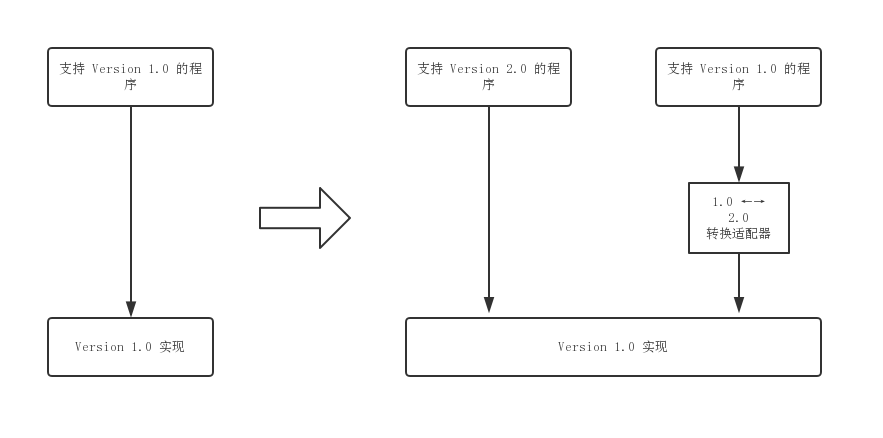 支持 Version 1.0 的程
序
支持 Version 2.0 的程
序
支持 Version 1.0 的程
序
1.0 ←→
2.0
转换适配器
Version 1.0 实现
Version 1.0 实现